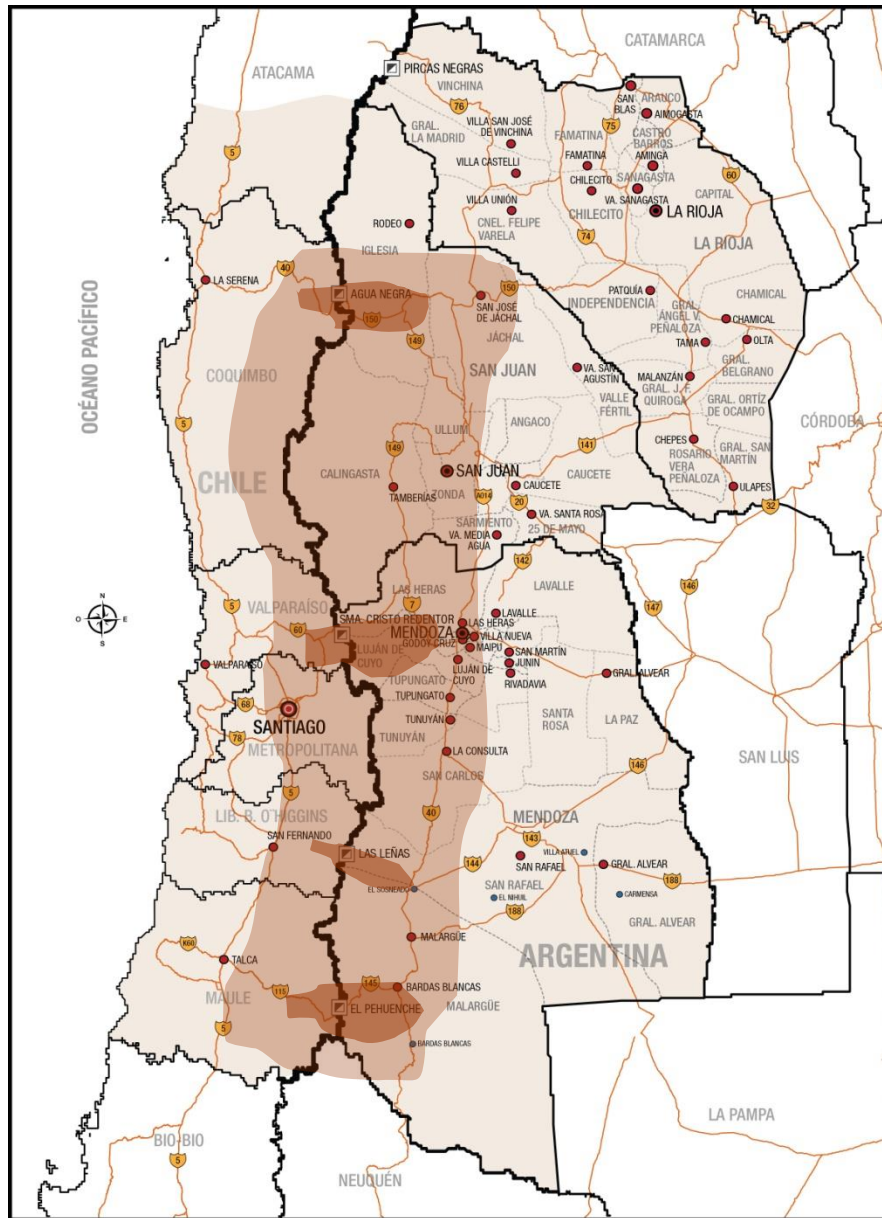 CATAMARCA
ATACAMA
PIRCAS NEGRAS
VINCHINA
76
SAN
BLAS
ARAUCO
AIMOGASTA
VILLA SAN JOSÉ
DE VINCHINA
GRAL.
LA MADRID
75
CASTRO
BARROS
FAMATINA
5
VILLA CASTELLI
FAMATINA
AMINGA
SANAGASTA
60
CHILECITO
VA. SANAGASTA
CAPITAL
VILLA UNIÓN
CNEL. FELIPE
VARELA
CHILECITO
LA RIOJA
RODEO
74
LA RIOJA
IGLESIA
OCÉANO PACÍFICO
40
LA SERENA
AGUA NEGRA
150
150
SAN JOSÉ
DE JÁCHAL
PATQUÍA
INDEPENDENCIA
CHAMICAL
GRAL.
ÁNGEL V.
PEÑALOZA
CHAMICAL
149
JÁCHAL
TAMA
OLTA
COQUIMBO
SAN JUAN
VA. SAN
AGUSTÍN
MALANZÁN
GRAL.
BELGRANO
GRAL. J. F.
QUIROGA
VALLE
FÉRTIL
GRAL. ORTÍZ
DE OCAMPO
CÓRDOBA
5
ULLUM
ANGACO
CHEPES
GRAL. SAN
MARTÍN
149
141
ROSARIO
VERA
PEÑALOZA
CHILE
CALINGASTA
SAN JUAN
CAUCETE
TAMBERÍAS
ZONDA
A014
CAUCETE
ULAPES
20
32
SARMIENTO
VA. SANTA ROSA
25 DE MAYO
VA. MEDIA
AGUA
142
146
LAS HERAS
LAVALLE
5
VALPARAÍSO
7
147
N
O
E
S
60
SMA. CRISTO REDENTOR
LAVALLE
LAS HERAS
MENDOZA
VILLA NUEVA
GODOY CRUZ
MAIPU
LUJÁN DE
CUYO
SAN MARTÍN
JUNIN
VALPARAÍSO
LUJÁN DE
CUYO
RIVADAVIA
GRAL. ALVEAR
TUPUNGATO
TUPUNGATO
68
SANTIAGO
TUNUYÁN
TUNUYÁN
SANTA
ROSA
LA PAZ
78
METROPOLITANA
LA CONSULTA
SAN LUIS
146
SAN CARLOS
5
LIB. B. O´HIGGINS
40
MENDOZA
SAN FERNANDO
143
LAS LEÑAS
144
VILLA ATUEL
SAN RAFAEL
GRAL. ALVEAR
EL SOSNEADO
SAN RAFAEL
188
EL NIHUIL
CARMENSA
188
GRAL. ALVEAR
K60
MALARGÜE
ARGENTINA
TALCA
145
BARDAS BLANCAS
115
MAULE
EL PEHUENCHE
MALARGÜE
5
BARDAS BLANCAS
LA PAMPA
BIO-BIO
5
NEUQUÉN